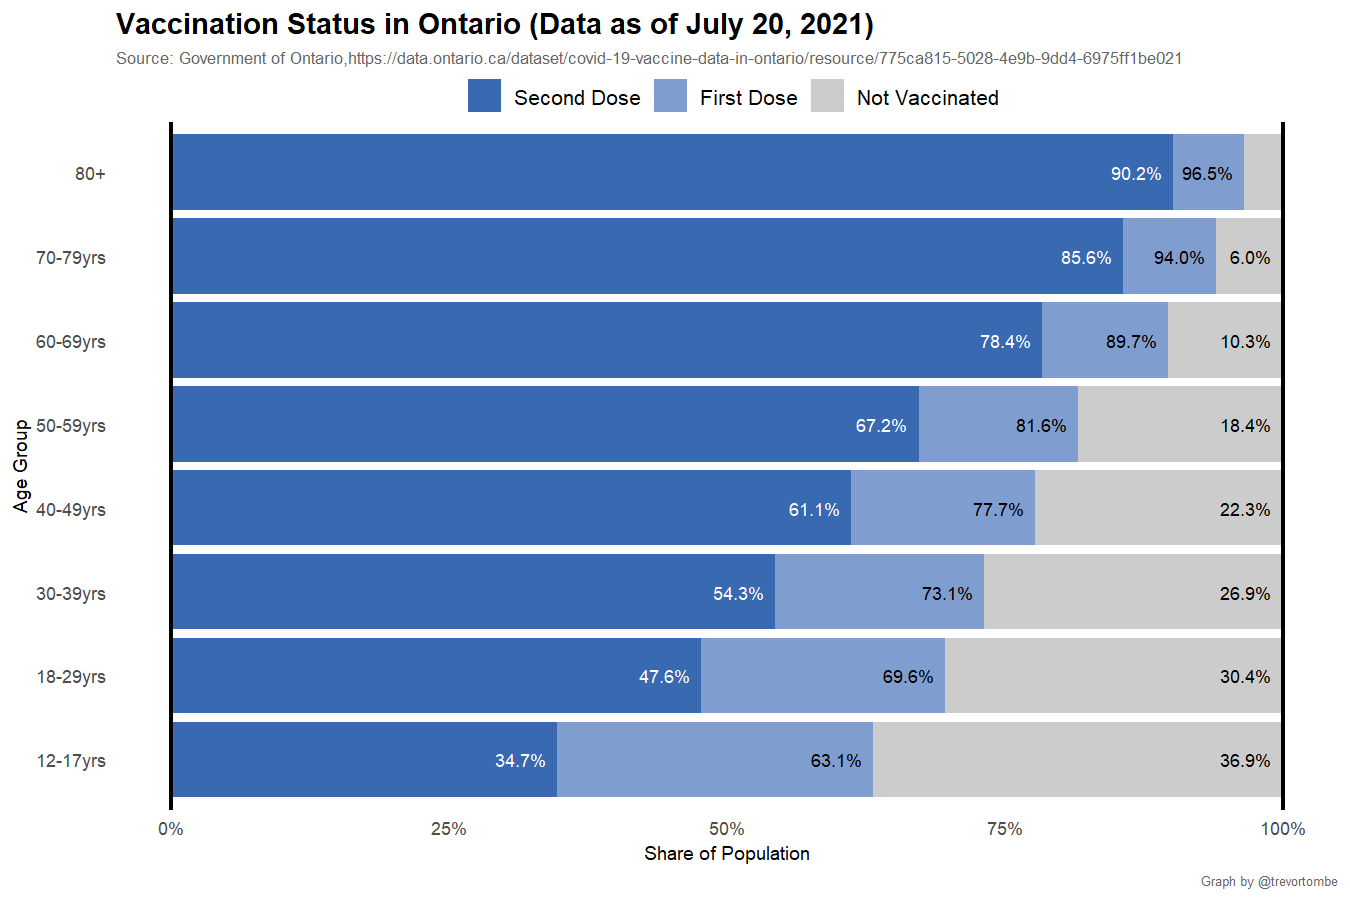 Vaccination Status in Ontario (Data as of July 20, 2021)
Source: Government of Ontario,https://data.ontario.ca/dataset/covid-19-vaccine-data-in-ontario/resource/775ca815-5028-4e9b-9dd4-6975ff1be021
Second Dose First Dose Not Vaccinated
80+ 90.2% 96.5%
70-79yrs 85.6% 94.0% 6.0%
60-69yrs 78.4% 89.7% 10.3%
50-59yrs 67.2% 81.6% 18.4%
Age Group
40-49yrs 61.1% 77.7% 22.3%
30-39yrs 54.3% 73.1% 26.9%
18-29yrs 47.6% 69.6% 30.4%
12-17yrs 34.7% 63.1% 36.9%
0% 25% 50% 75% 100%
Share of Population
Graph by @trevortombe